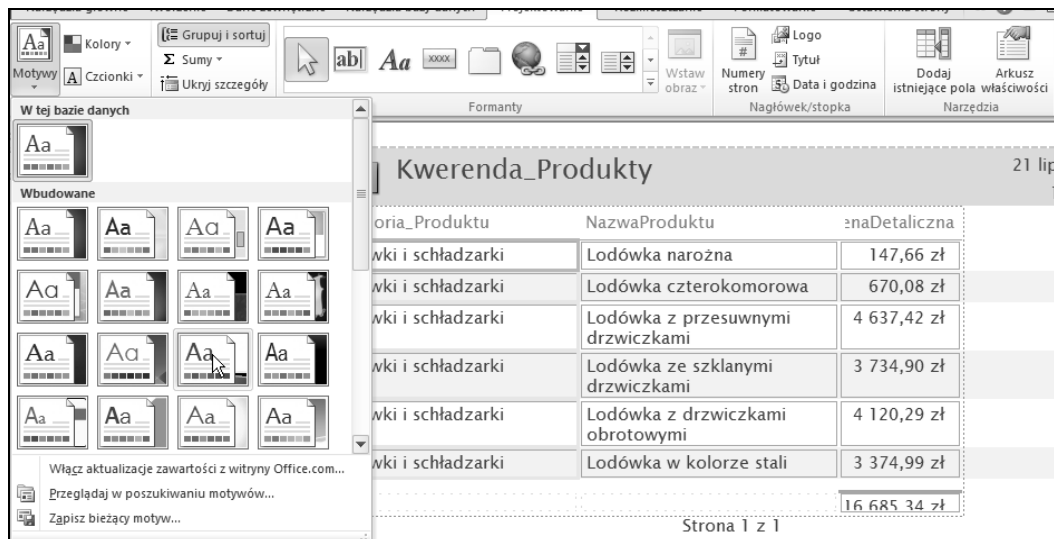 Aa
Kolory
Grupuj i sortuj
Logo
Σ Sumy
ab|
Aa
xxxx
#
Tytuł
Motywy
A
Czcionki
Ukryj szczegóły
Wstaw
obraz
Numery
stron
Data i godzina
Dodaj
istniejące pola
Arkusz
właściwości
Formanty
Nagłówek/stopka
Narzędzia
W tej bazie danych
Aa
Wbudowane
Aa Aa Aa Aa
Aa Aa Aa Aa
Aa Aa Aa Aa
Aa Aa Aa Aa
Włącz aktualizacje zawartości z witryny Office.com...
Przeglądaj w poszukiwaniu motywów...
Zapisz bieżący motyw...
Kwerenda_Produkty
21 lip
oria_Produktu NazwaProduktu enaDetaliczna
wki i schładzarki Lodówka narożna 147,66 zł
wki i schładzarki Lodówka czterokomorowa 670,08 zł
wki i schładzarki Lodówka z przesuwnymi 4 637,42 zł
drzwiczkami
wki i schładzarki Lodówka ze szklanymi 3 734,90 zł
drzwiczkami
wki i schładzarki Lodówka z drzwiczkami 4 120,29 zł
obrotowymi
wki i schładzarki Lodówka w kolorze stali 3 374,99 zł
16 685,34 zł
Strona 1 z 1